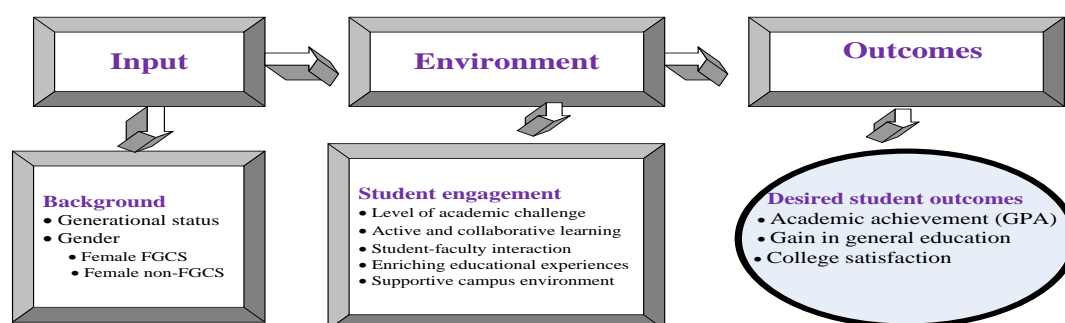 Input
Environment
Outcomes
Background
• Generational status
• Gender
• Female FGCS
• Female non-FGCS
Student engagement
• Level of academic challenge
• Active and collaborative learning
• Student-faculty interaction
• Enriching educational experiences
• Supportive campus environment
Desired student outcomes
• Academic achievement (GPA)
• Gain in general education
• College satisfaction